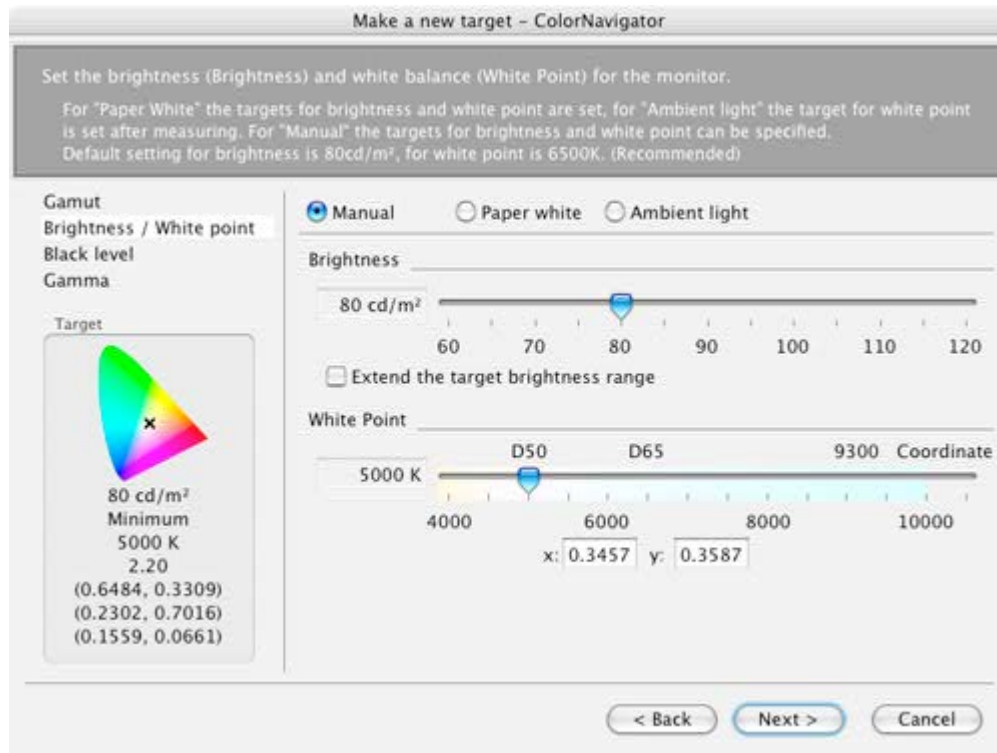 Make a new target – ColorNavigator
Set the brightness (Brightness) and white balance (White Point) for the monitor.
For "Paper White" the targets for brightness and white point are set, for "Ambient light" the target for white point
is set after measuring. For "Manual" the targets for brightness and white point can be specified.
Default setting for brightness is 80cd/m², for white point is 6500K. (Recommended)
Gamut
Brightness / White point
Black level
Gamma
Target
80 cd/m²
Minimum
5000 K
2.20
(0.6484, 0.3309)
(0.2302, 0.7016)
(0.1559, 0.0661)
Manual Paper white Ambient light
Brightness
80 cd/m²
60 70 80 90 100 110 120
Extend the target brightness range
White Point
D50 D65 9300 Coordinate
5000 K
4000 6000 8000 10000
x: 0.3457 y: 0.3587
< Back Next > Cancel